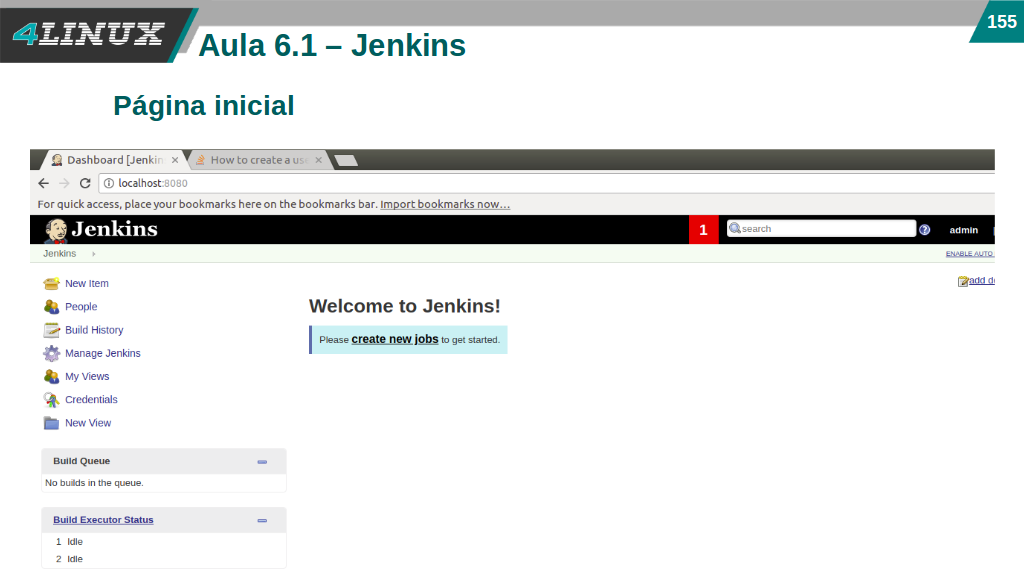 4LINUX
155
Aula 6.1 – Jenkins
Página inicial
Dashboard [Jenkin
How to create a us
localhost:8080
For quick access, place your bookmarks here on the bookmarks bar. Import bookmarks now...
Jenkins
1
search
admin
Jenkins
ENABLE AUTO
New Item
add d
People
Welcome to Jenkins!
Build History
Please create new jobs to get started.
Manage Jenkins
My Views
Credentials
New View
Build Queue
No builds in the queue.
Build Executor Status
1 Idle
2 Idle